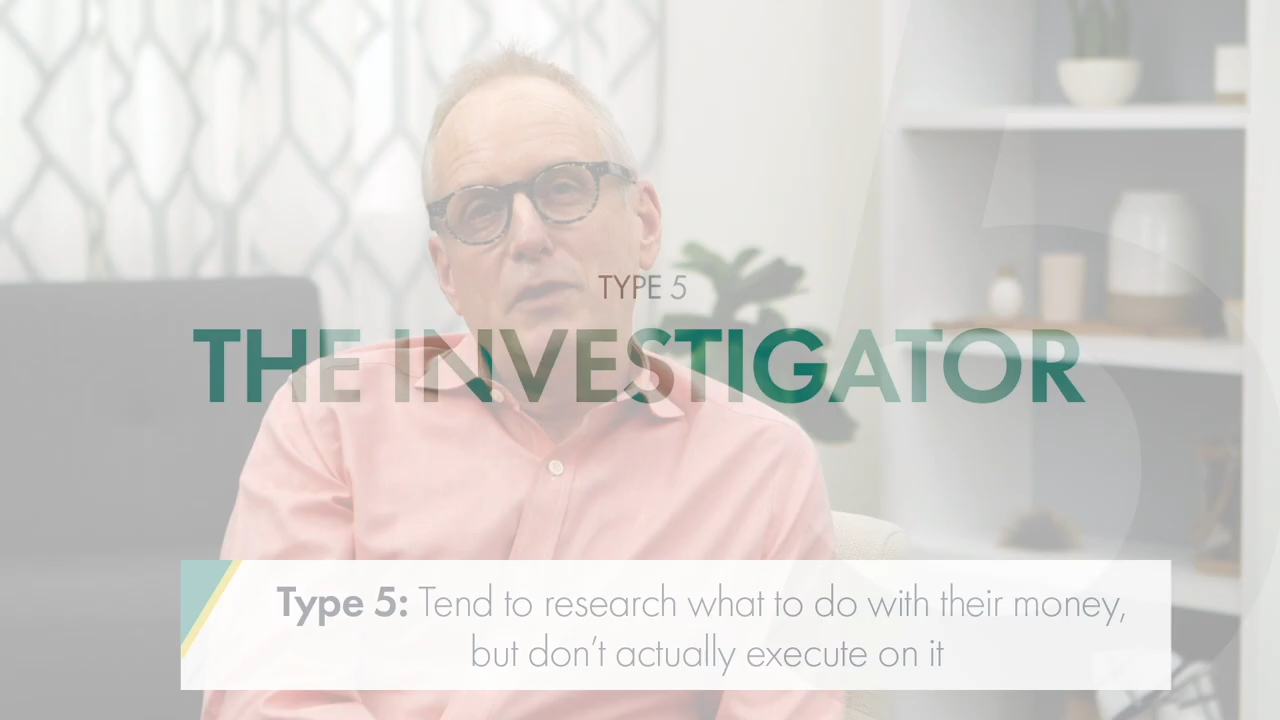 TYPE 5
THE INVESTIGATOR
Type 5: Tend to research what to do with their money,
but don’t actually execute on it